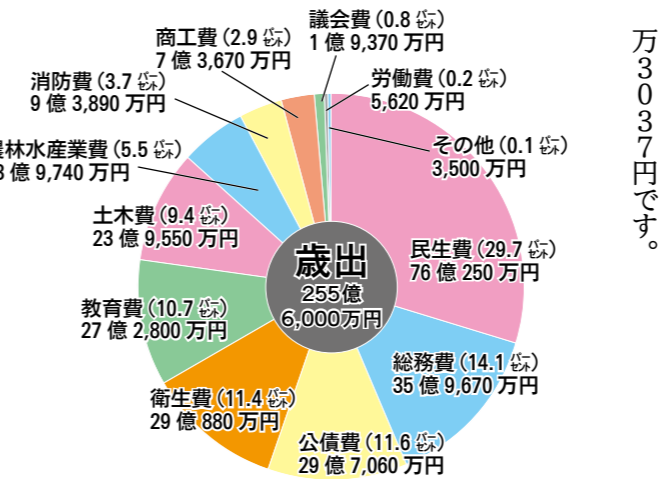 万3037円です。
議会費（0.8パーセント）
1億9,370万円
商工費（2.9パーセント）
7億3,670万円
労働費（0.2パーセント）
5,620万円
消防費（3.7パーセント）
9億3,890万円
その他（0.1パーセント）
3,500万円
農林水産業費（5.5パーセント）
億9,740万円
土木費（9.4パーセント）
23億9,550万円
歳出
255億
6,000万円
民生費（29.7パーセント）
76億250万円
教育費（10.7パーセント）
27億2,800万円
総務費（14.1パーセント）
35億9,670万円
衛生費（11.4パーセント）
29億880万円
公債費（11.6パーセント）
29億7,060万円